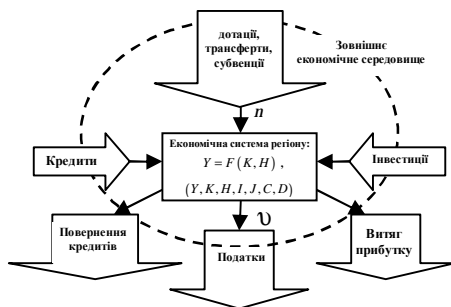 дотації,
трансферти,
субвенції
Зовнішнє
економічне середовище
n
Економічна система регіону:
Y = F(K, H) ,
(Y, K, H, I, J, C, D)
Кредити
Інвестиції
υ
Повернення
кредитів
Податки
Витяг
прибутку